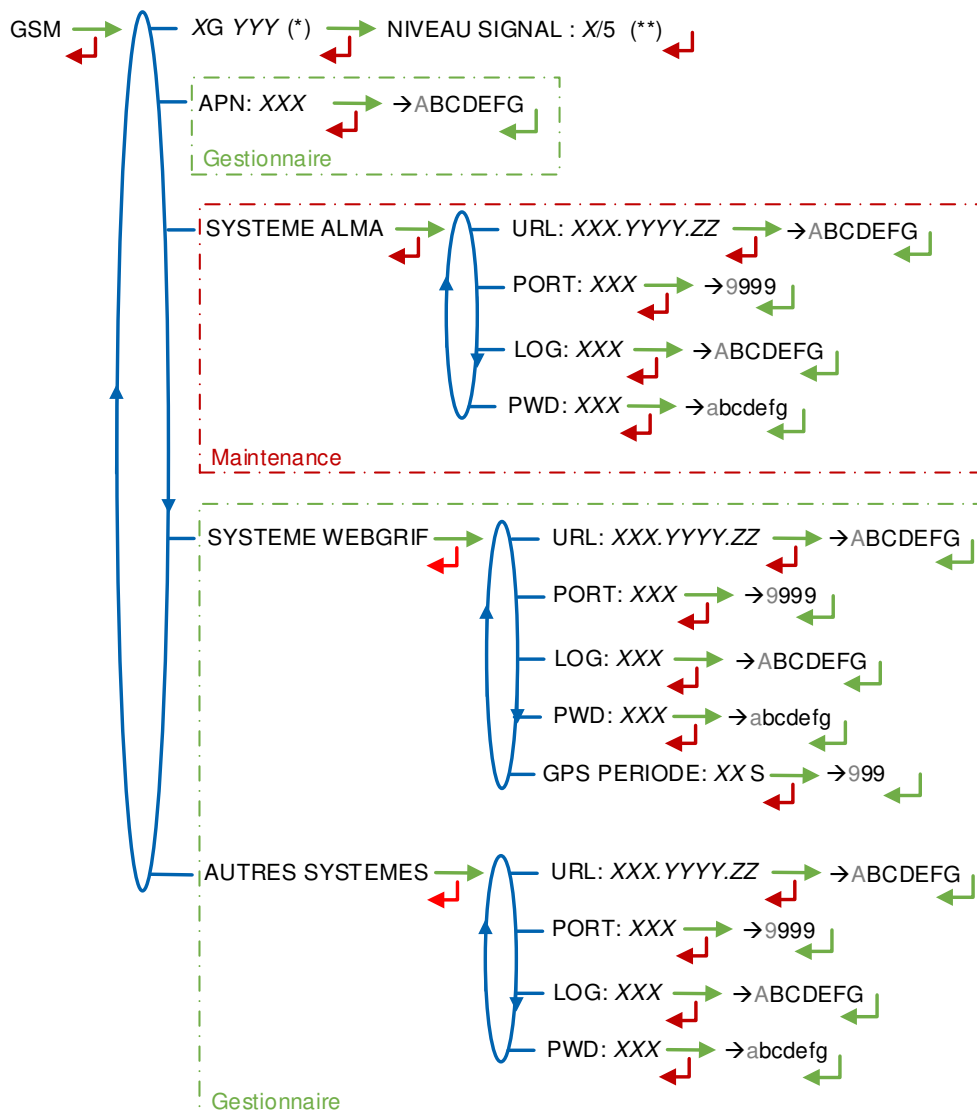 GSM XG YYY (*) NIVEAU SIGNAL : X/5 (**)
APN: XXX →ABCDEFG
Gestionnaire
SYSTEME ALMA URL: XXX.YYYY.ZZ →ABCDEFG
PORT: XXX →9999
LOG: XXX →ABCDEFG
PWD: XXX →abcdefg
Maintenance
SYSTEME WEBGRIF URL: XXX.YYYY.ZZ →ABCDEFG
PORT: XXX →9999
LOG: XXX →ABCDEFG
PWD: XXX →abcdefg
GPS PERIODE: XX S →999
AUTRES SYSTEMES URL: XXX.YYYY.ZZ →ABCDEFG
PORT: XXX →9999
LOG: XXX →ABCDEFG
PWD: XXX →abcdefg
Gestionnaire